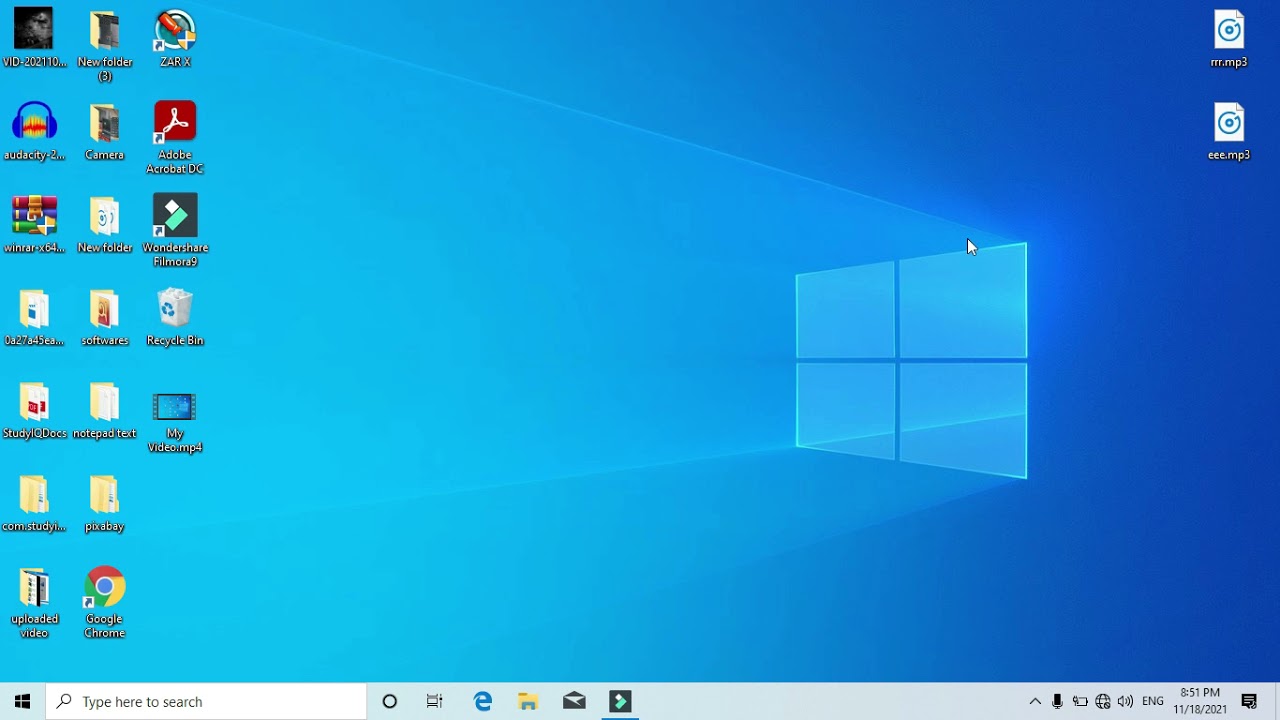 VID-202110...
New folder
(3)
ZAR X
rrr.mp3
audacity-2...
Camera
Adobe
Acrobat DC
eee.mp3
winrar-x64...
New folder
Wondershare
Filmora9
0a27a45ea...
softwares
Recycle Bin
StudyIQDocs
notepad text
My
Video.mp4
com.studyi...
pixabay
uploaded
video
Google
Chrome
Type here to search
ENG
8:51 PM
11/18/2021